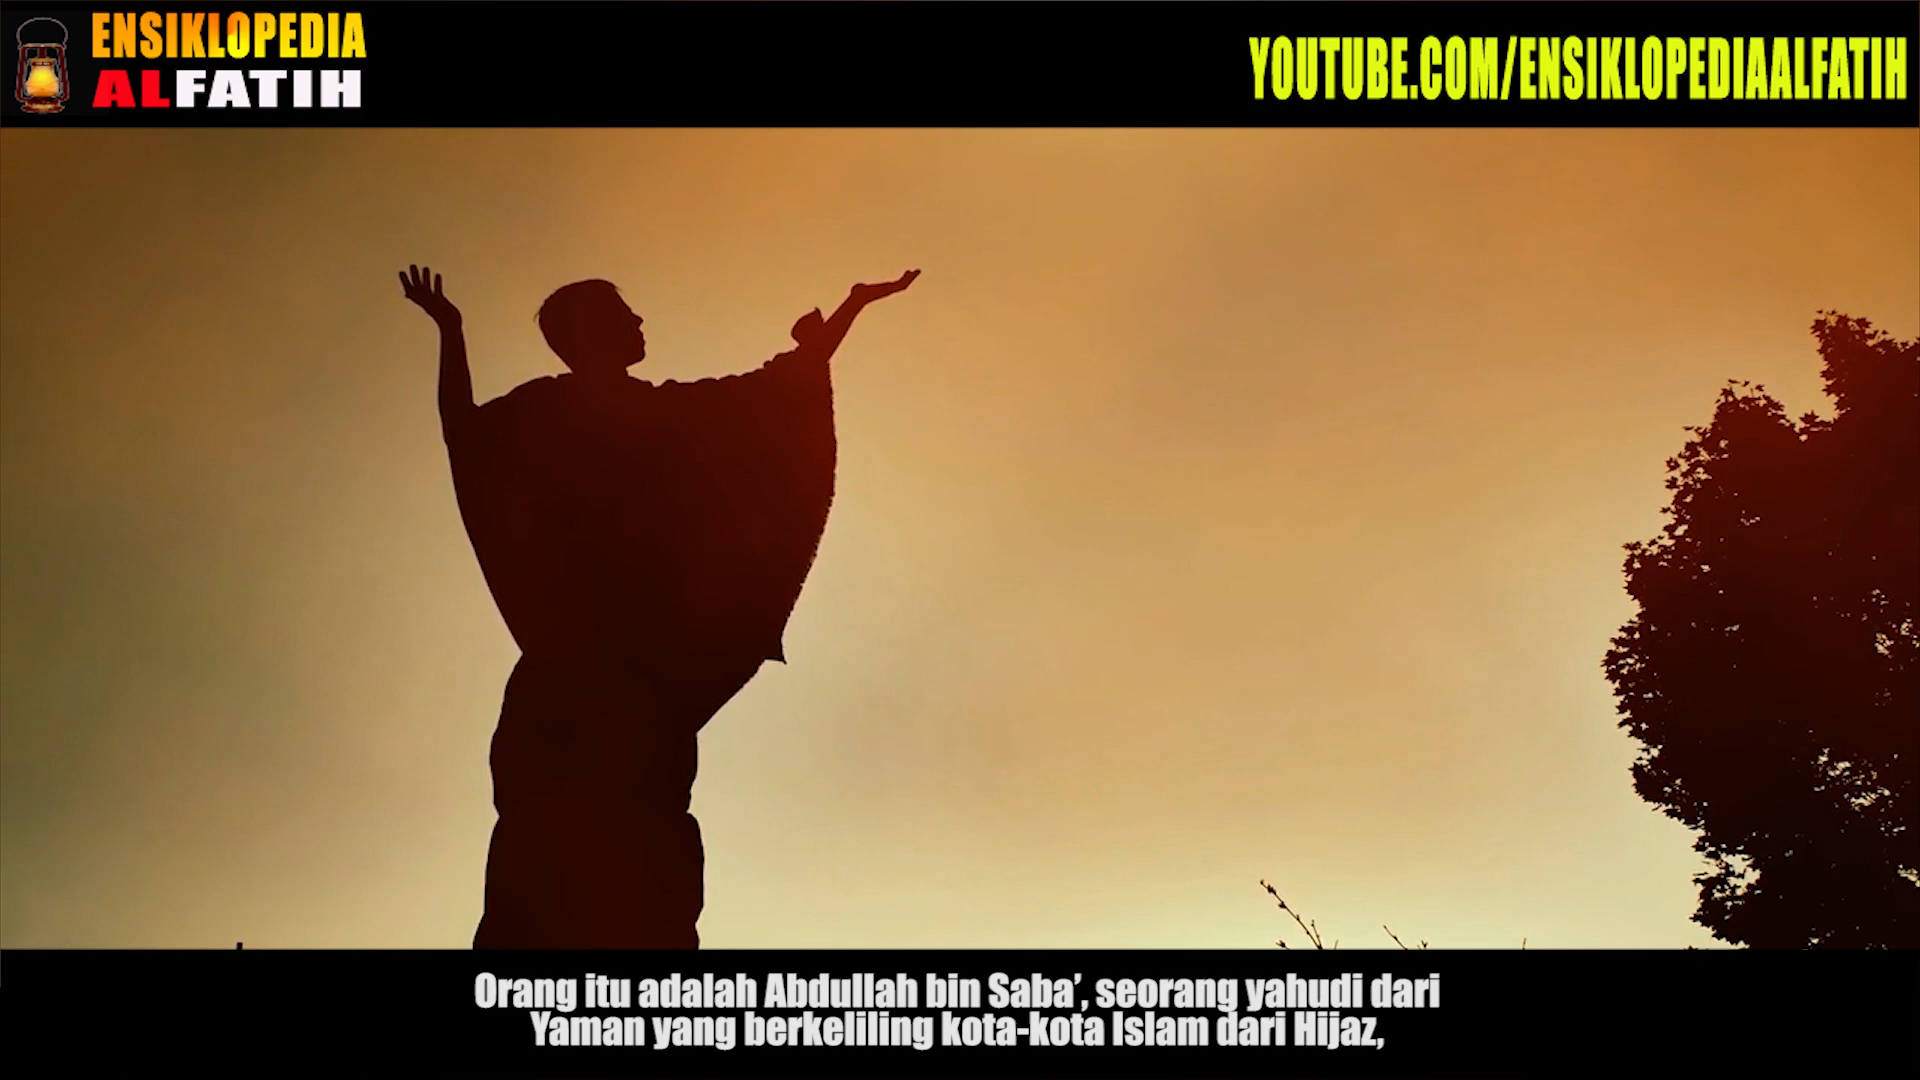 ENSIKLOPEDIA
ALFATIH
YOUTUBE.COM/ENSIKLOPEDIAALFATIH
Orang itu adalah Abdullah bin Saba’, seorang yahudi dari
Yaman yang berkeliling kota-kota Islam dari Hijaz,